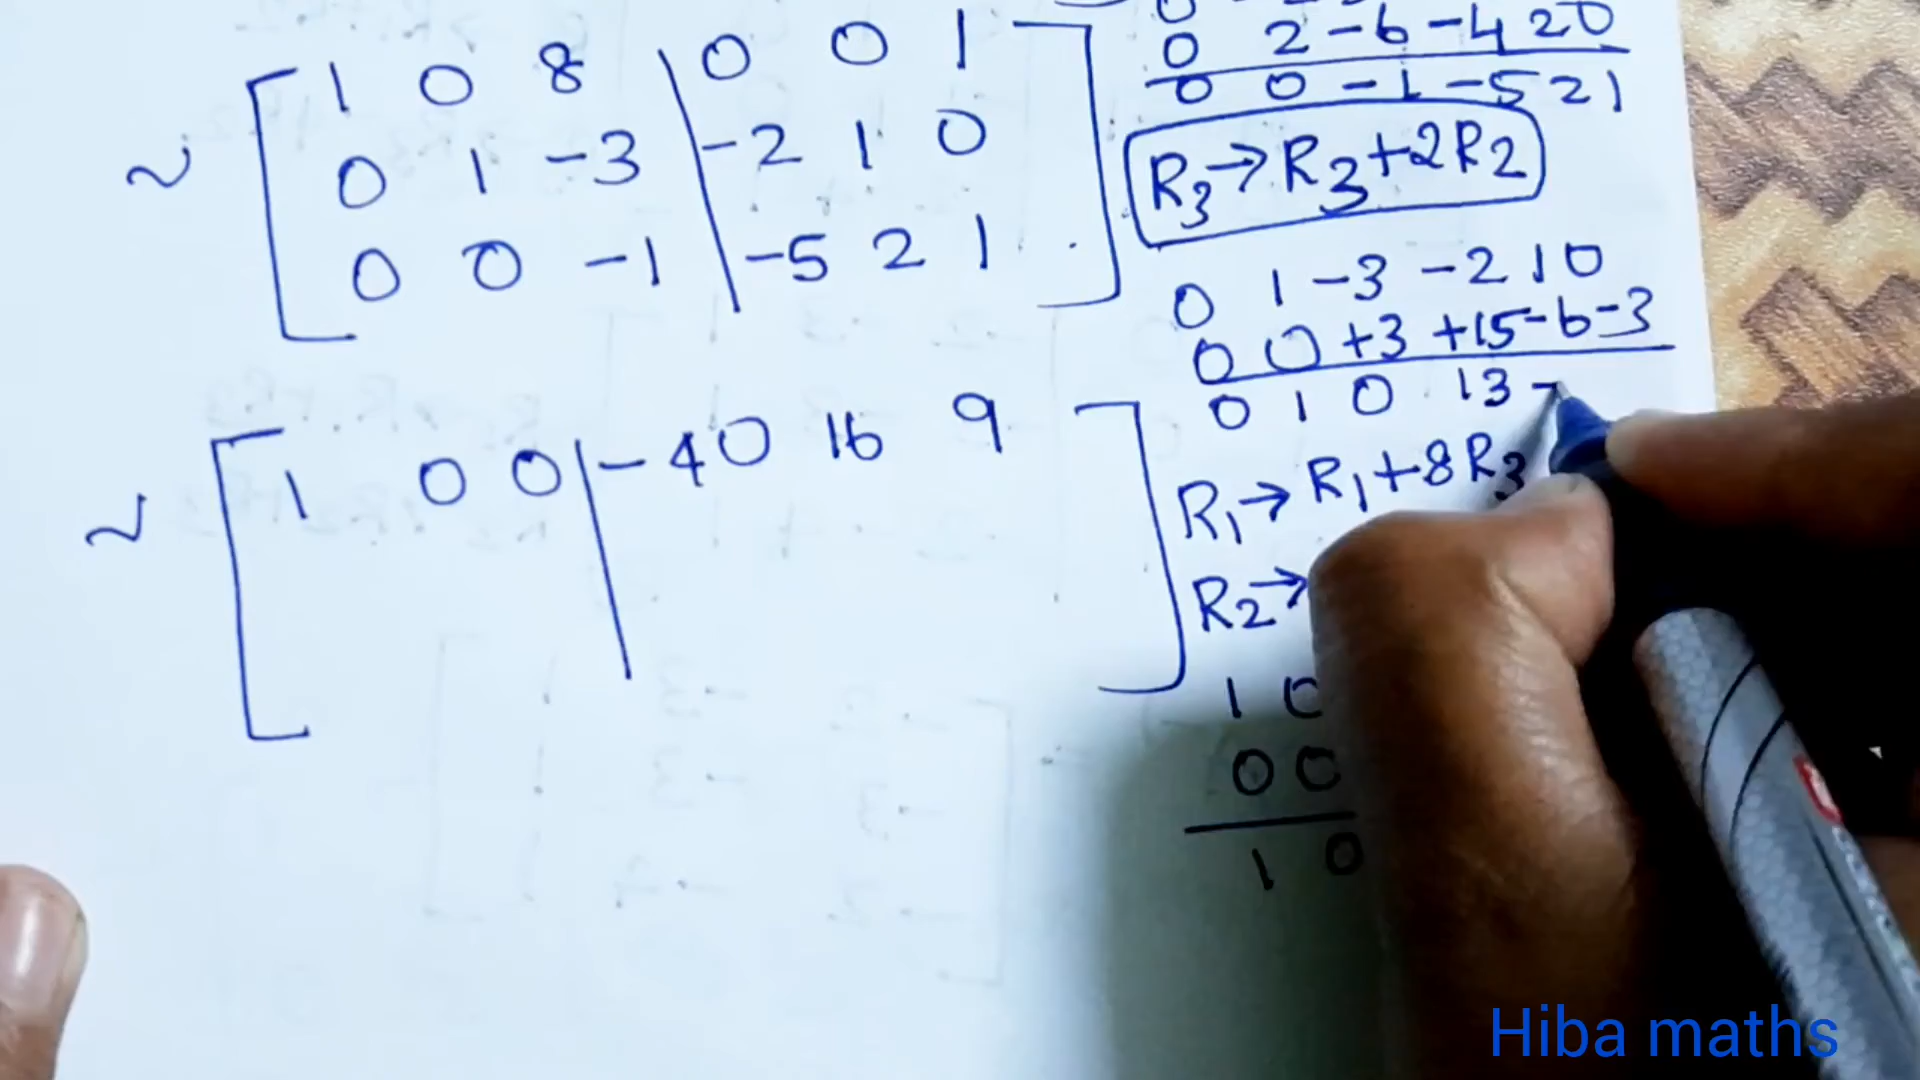 1 0 8 | 0 0 1
~ 0 1 -3 | -2 1 0
0 0 -1 | -5 2 1
~ 1 0 0 | -40 16 9
0 2 -6 -4 2 0
0 0 -1 -5 2 1
R3→R3+2R2
0 1 -3 -2 1 0
0 0 +3 +15 -6 -3
0 1 0 13 -
R1→R1+8R3
R2→
1 0
0 0
1 0
Hiba maths